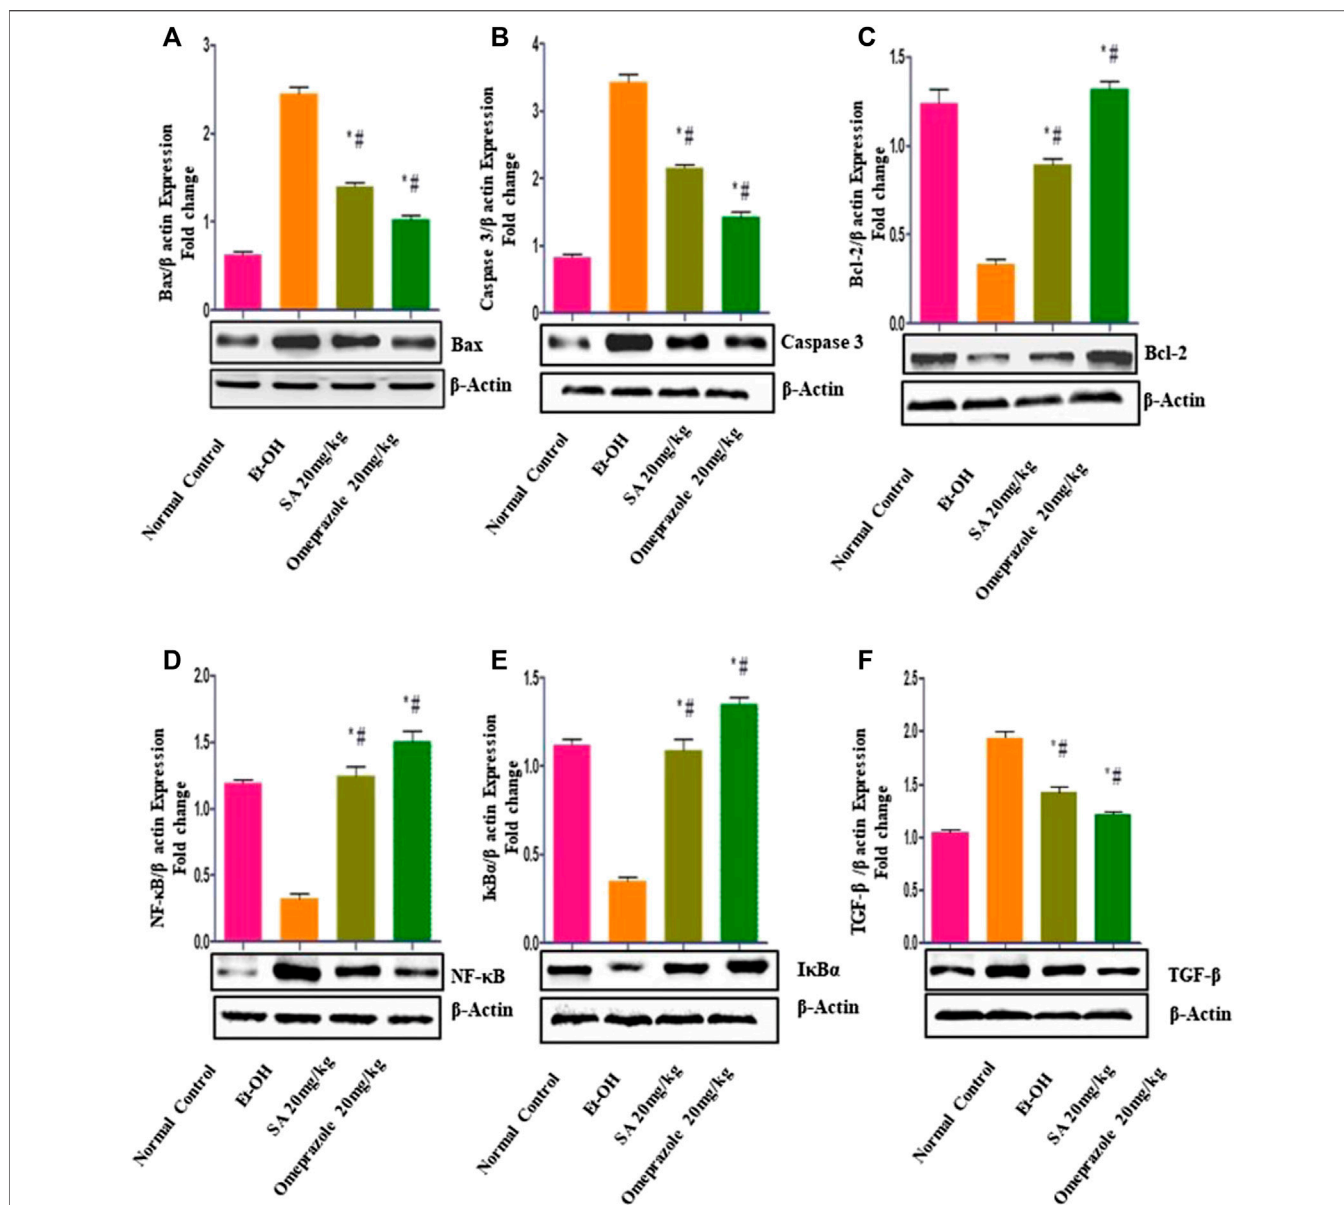 A
Bax/β actin Expression
Fold change
3
2
1
0
*#
*#
Bax
β-Actin
Normal Control
Et-OH
SA 20mg/kg
Omeprazole 20mg/kg
B
Caspase 3/β actin Expression
Fold change
4
3
2
1
0
*#
*#
Caspase 3
β-Actin
Normal Control
Et-OH
SA 20mg/kg
Omeprazole 20mg/kg
C
Bcl-2/β actin Expression
Fold change
1.5
1.0
0.5
0.0
*#
*#
Bcl-2
β-Actin
Normal Control
Et-OH
SA 20mg/kg
Omeprazole 20mg/kg
D
NF-κB/β actin Expression
Fold change
2.0
1.5
1.0
0.5
0.0
*#
*#
NF-κB
β-Actin
Normal Control
Et-OH
SA 20mg/kg
Omeprazole 20mg/kg
E
IκBα/β actin Expression
Fold change
1.5
1.0
0.5
0.0
*#
*#
IκBα
β-Actin
Normal Control
Et-OH
SA 20mg/kg
Omeprazole 20mg/kg
F
TGF-β /β actin Expression
Fold change
2.5
2.0
1.5
1.0
0.5
0.0
*#
*#
TGF-β
β-Actin
Normal Control
Et-OH
SA 20mg/kg
Omeprazole 20mg/kg